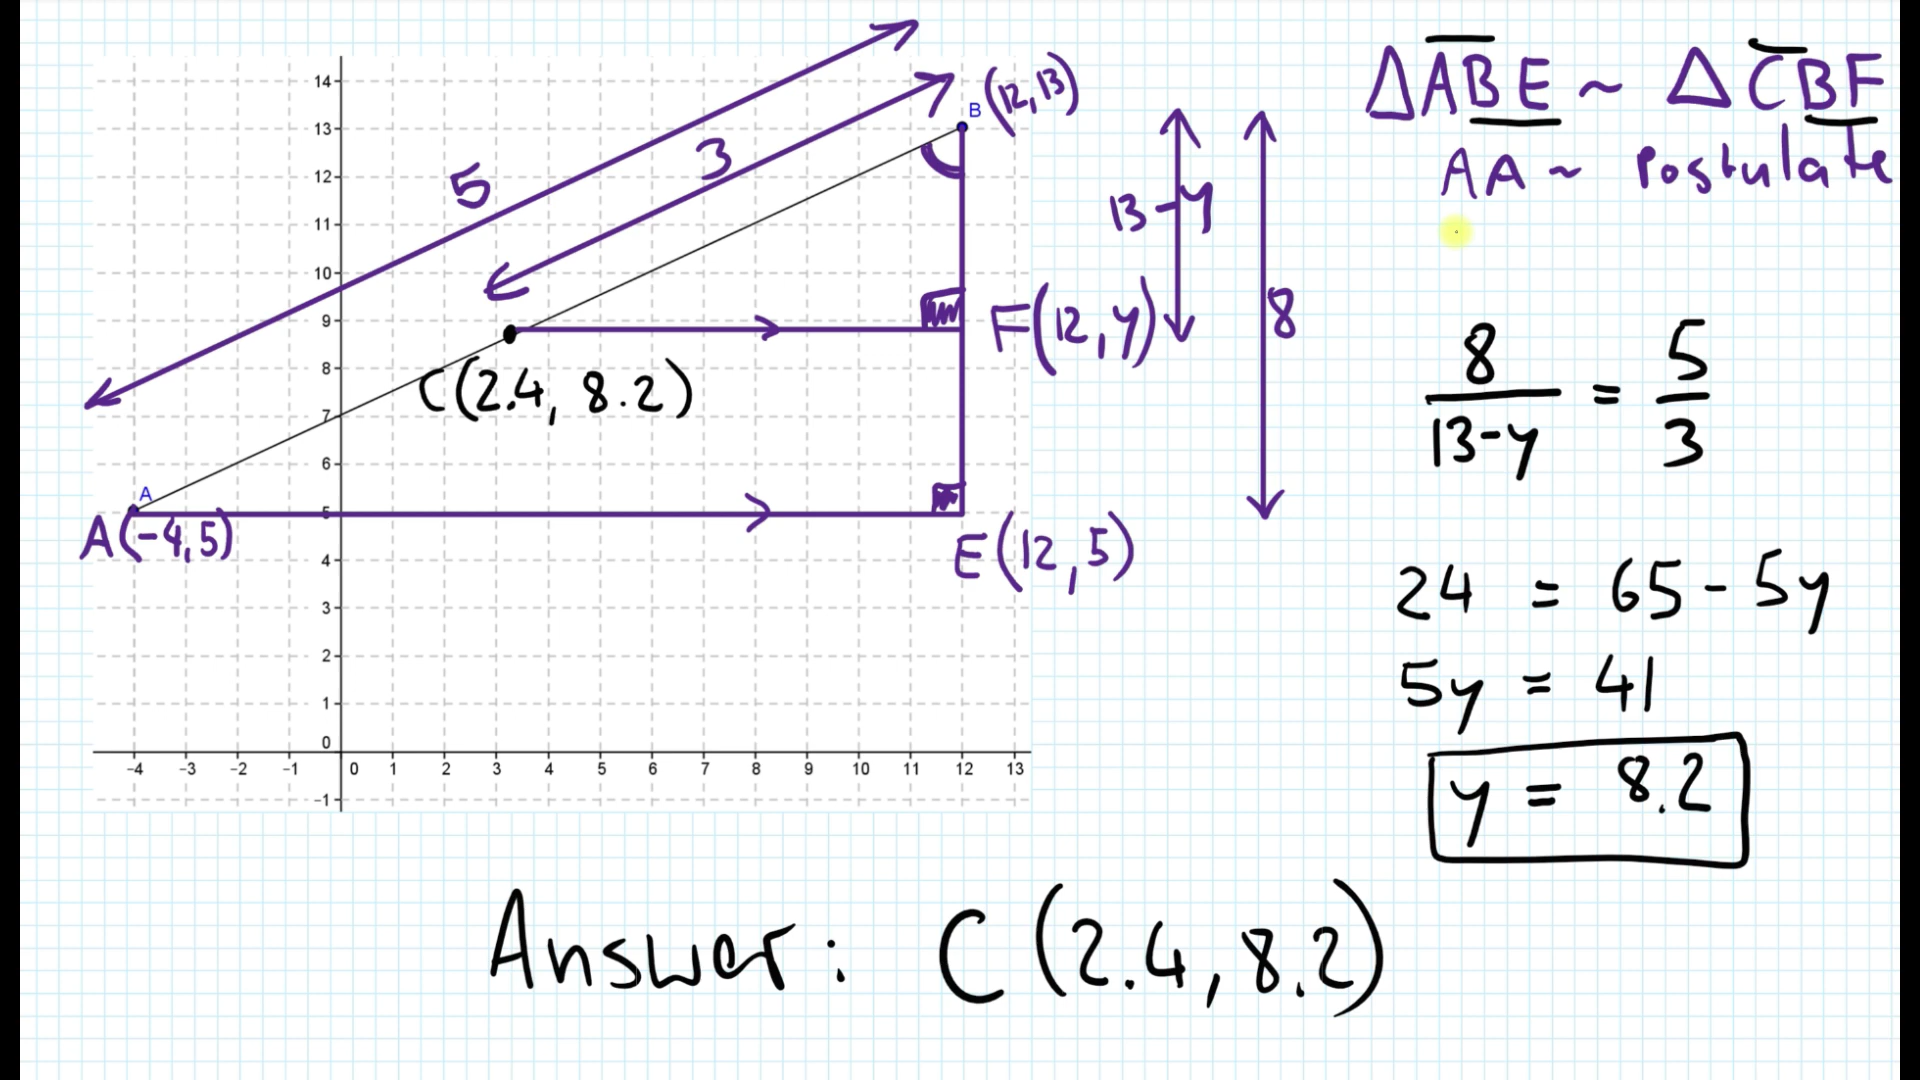 △ABE ~ △CBF
AA ~ Postulate
5
3
B (12,13)
13-y
8
F(12,y)
C(2.4, 8.2)
A
A(-4,5)
E(12,5)
14
13
12
11
10
9
8
7
6
5
4
3
2
1
0
-1
-4 -3 -2 -1 0 1 2 3 4 5 6 7 8 9 10 11 12 13
8 5
— = —
13-y 3
24 = 65 - 5y
5y = 41
y = 8.2
Answer: C(2.4,8.2)